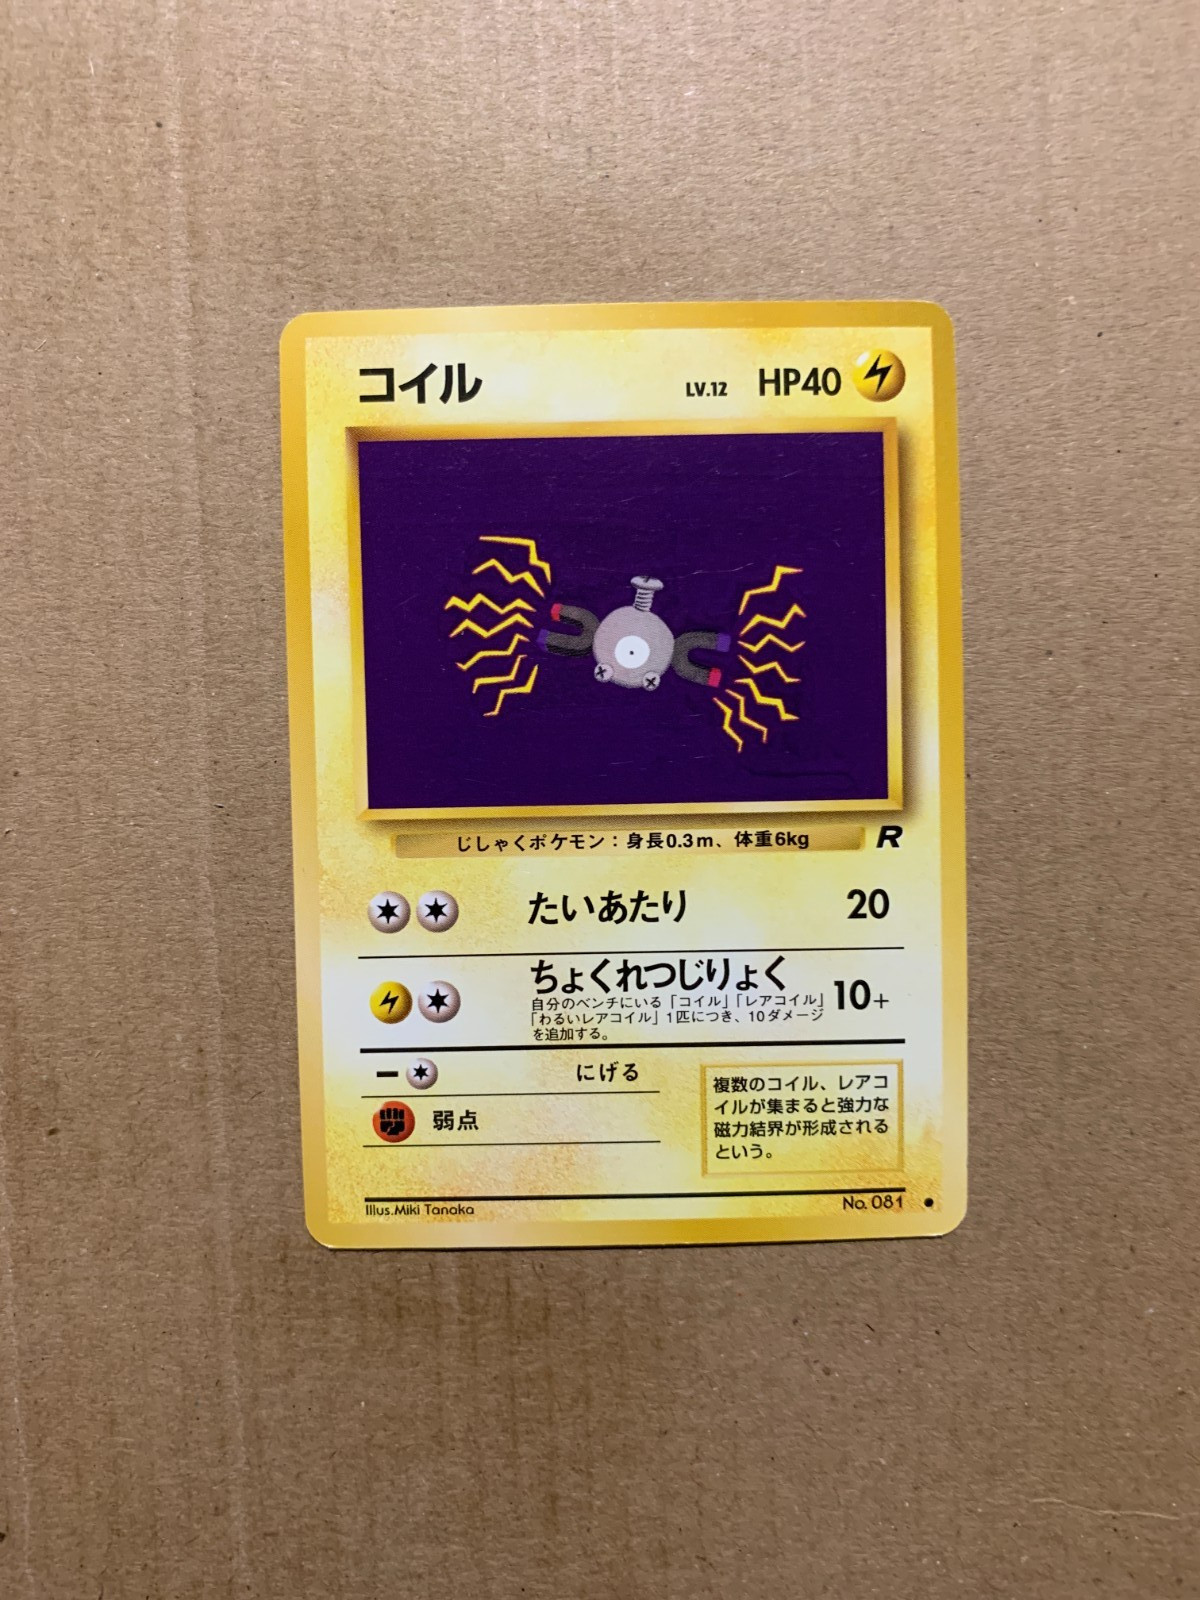 コイル LV.12 HP40
じしゃくポケモン：身長0.3m、体重6kg R
たいあたり 20
ちょくれつじりょく 10+
自分のベンチにいる「コイル」「レアコイル」
「わるいレアコイル」1匹につき、10ダメージ
を追加する。
ー にげる
弱点
複数のコイル、レアコ
イルが集まると強力な
磁力結界が形成される
という。
Illus.Miki Tanaka No.081 ●